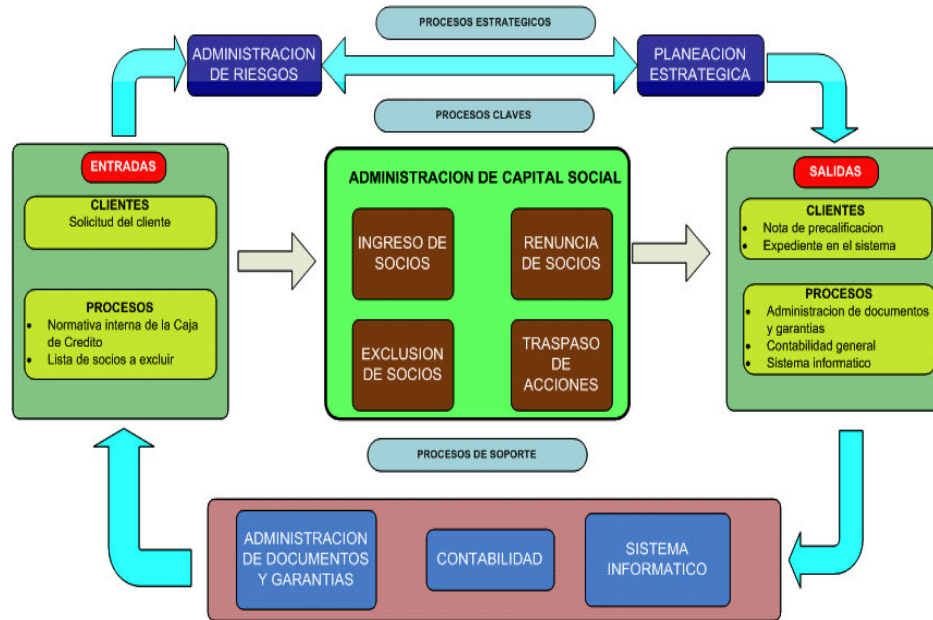 PROCESOS ESTRATEGICOS
ADMINISTRACION
DE RIESGOS
PLANEACION
ESTRATEGICA
PROCESOS CLAVES
ENTRADAS
CLIENTES
Solicitud del cliente
PROCESOS
• Normativa interna de la Caja
de Credito
• Lista de socios a excluir
ADMINISTRACION DE CAPITAL SOCIAL
INGRESO DE
SOCIOS
RENUNCIA
DE SOCIOS
EXCLUSION
DE SOCIOS
TRASPASO
DE
ACCIONES
SALIDAS
CLIENTES
• Nota de precalificacion
• Expediente en el sistema
PROCESOS
• Administracion de documentos
y garantias
• Contabilidad general
• Sistema informatico
PROCESOS DE SOPORTE
ADMINISTRACION
DE DOCUMENTOS
Y GARANTIAS
CONTABILIDAD
SISTEMA
INFORMATICO